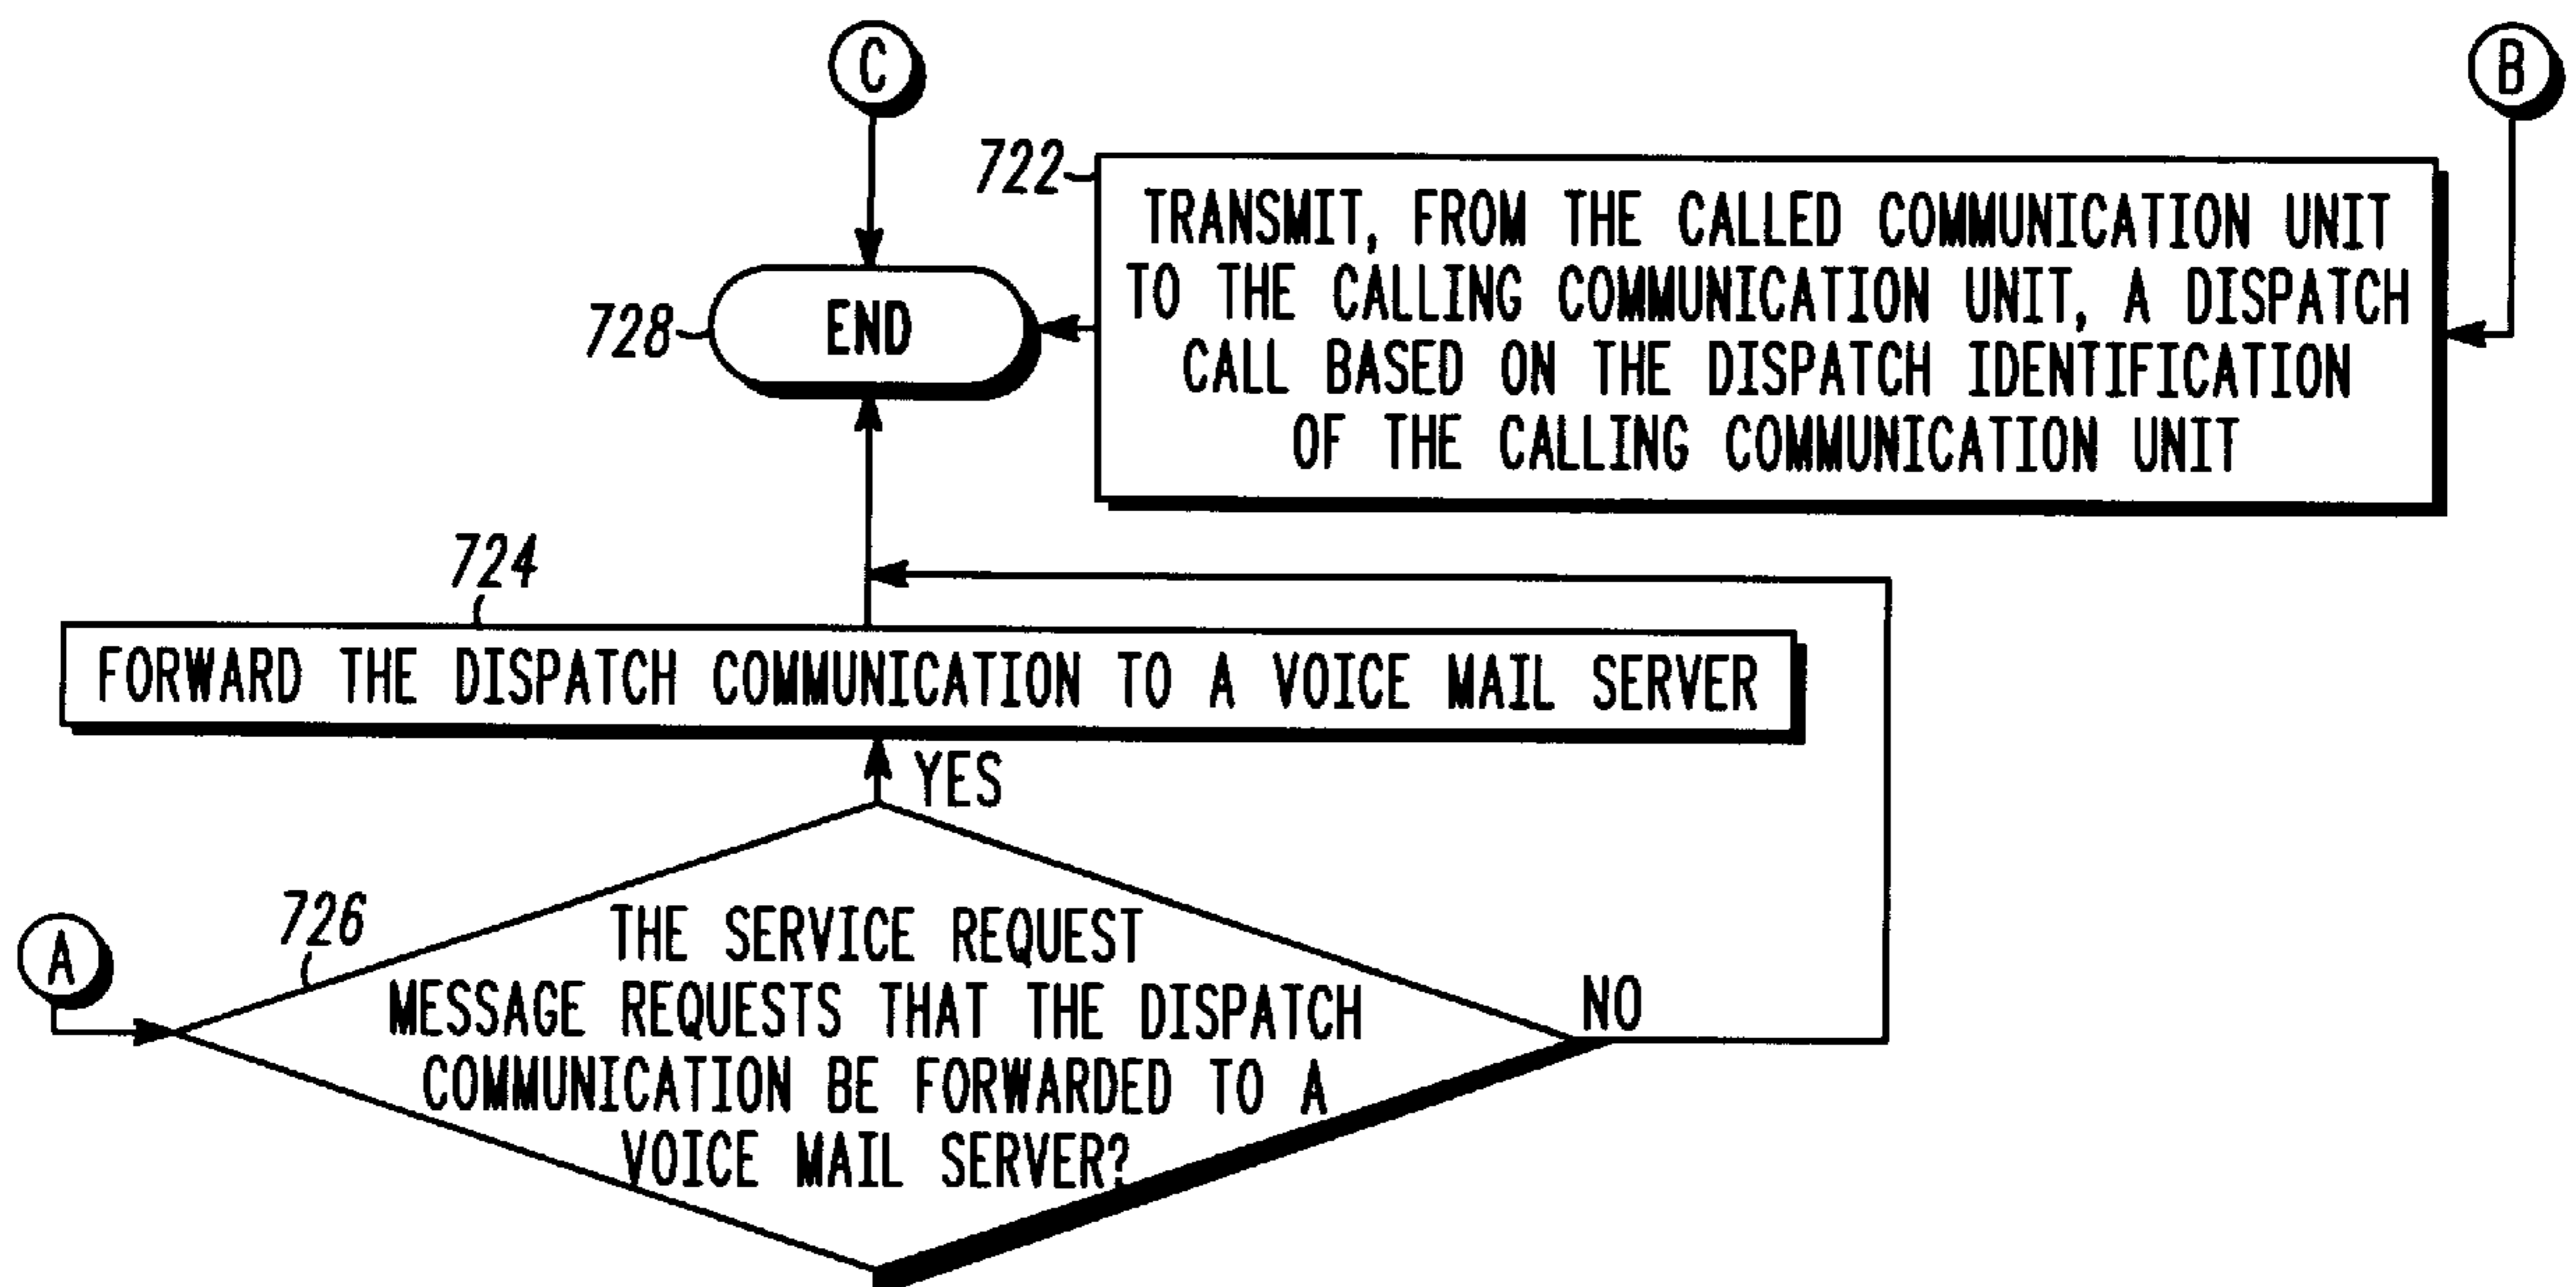 C
B
722
TRANSMIT, FROM THE CALLED COMMUNICATION UNIT
TO THE CALLING COMMUNICATION UNIT, A DISPATCH
CALL BASED ON THE DISPATCH IDENTIFICATION
OF THE CALLING COMMUNICATION UNIT
728
END
724
FORWARD THE DISPATCH COMMUNICATION TO A VOICE MAIL SERVER
YES
726
A
THE SERVICE REQUEST
MESSAGE REQUESTS THAT THE DISPATCH
COMMUNICATION BE FORWARDED TO A
VOICE MAIL SERVER?
NO